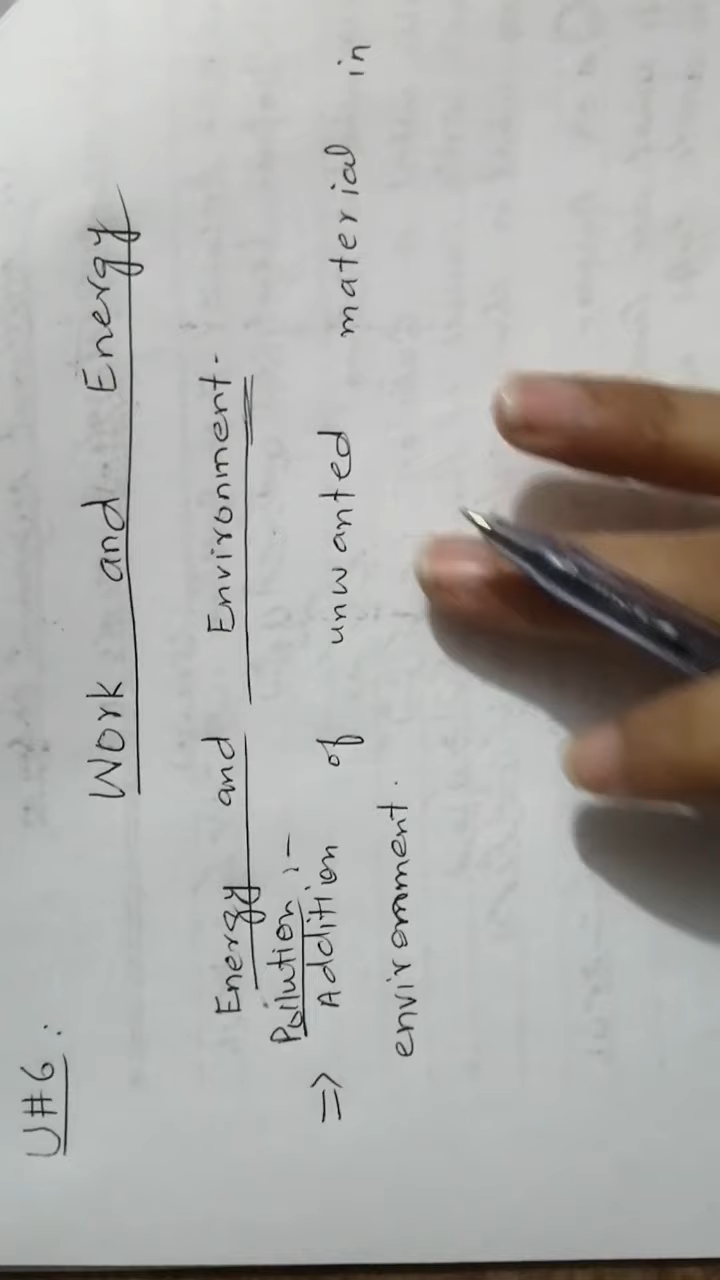 U#6:
Work and Energy
Energy and Environment.
Pollution :-
=> Addition of unwanted material in
environment.